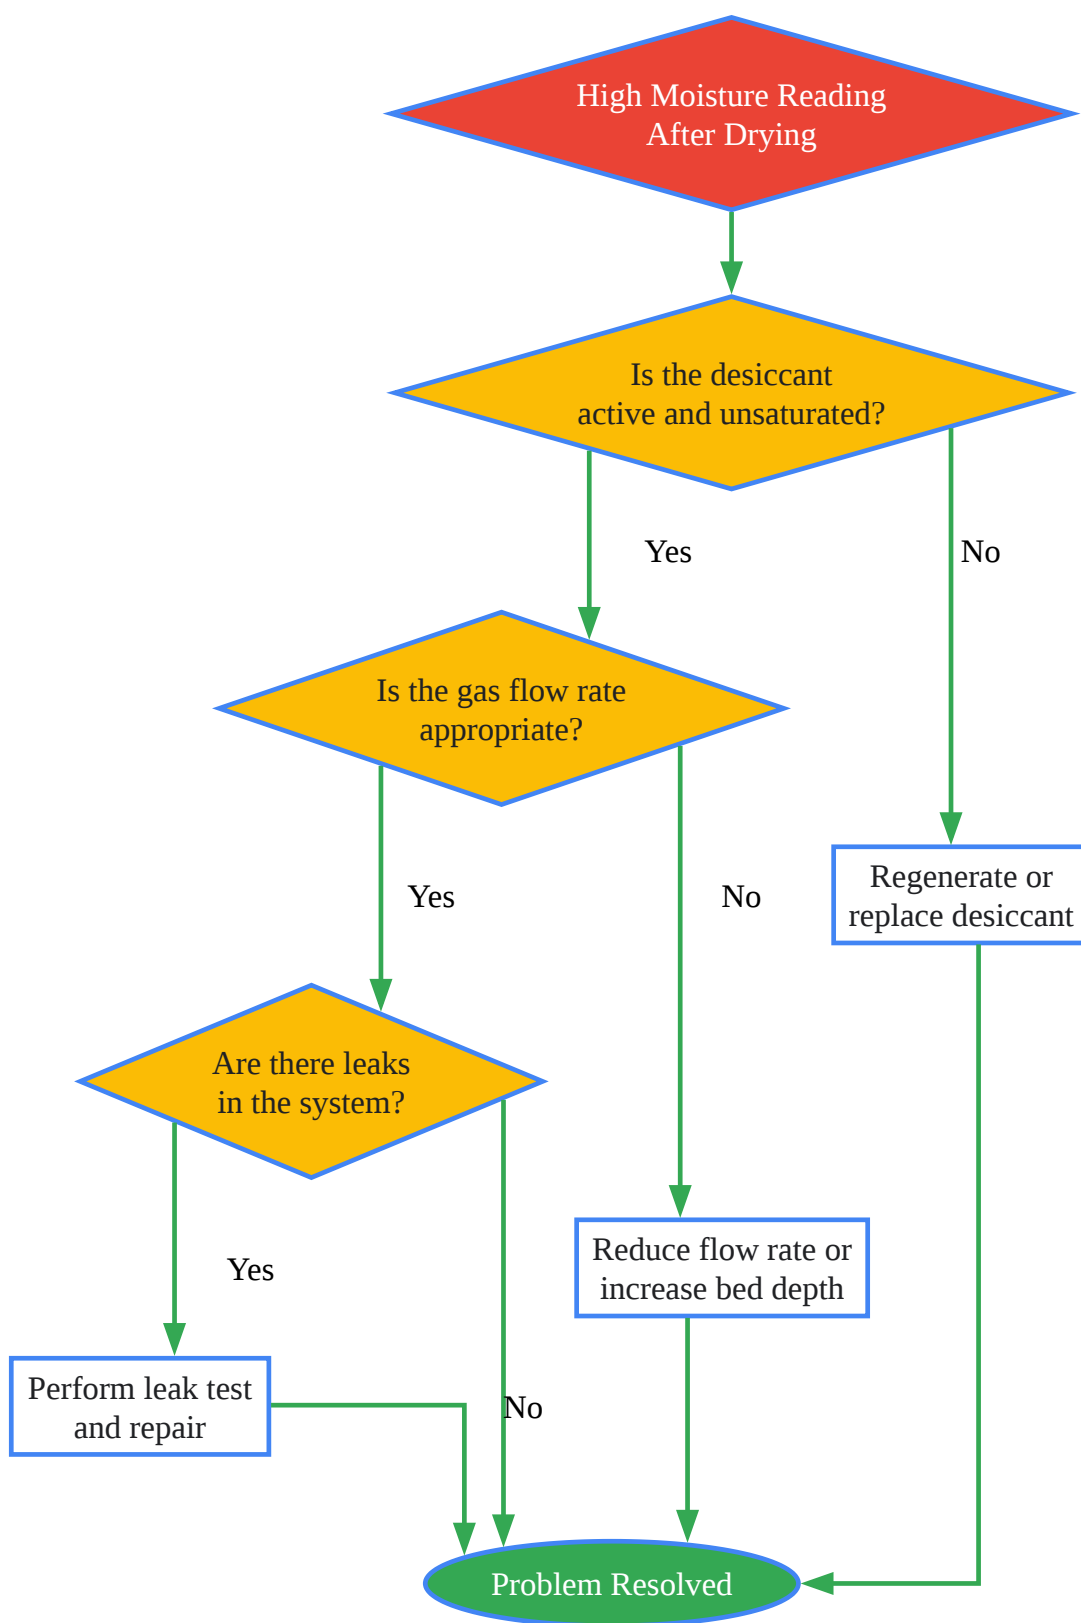 High Moisture Reading
After Drying
Is the desiccant
active and unsaturated?
Yes
No
Is the gas flow rate
appropriate?
Regenerate or
replace desiccant
Yes
No
Are there leaks
in the system?
Reduce flow rate or
increase bed depth
Yes
Perform leak test
and repair
No
Problem Resolved